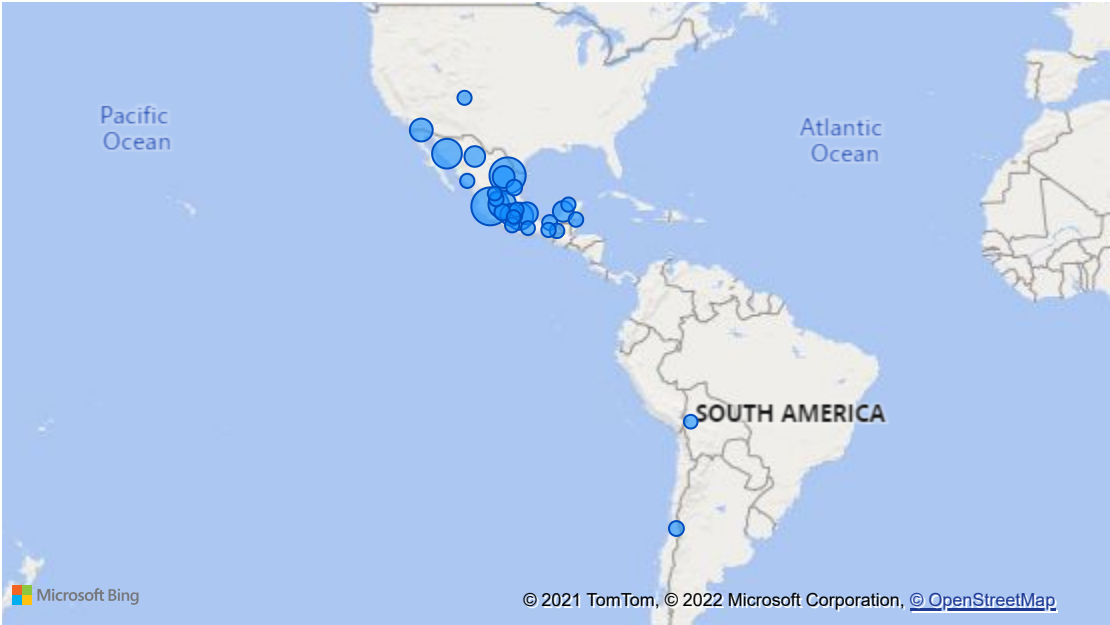 Pacific
Ocean
Atlantic
Ocean
SOUTH AMERICA
Microsoft Bing
© 2021 TomTom, © 2022 Microsoft Corporation, © OpenStreetMap